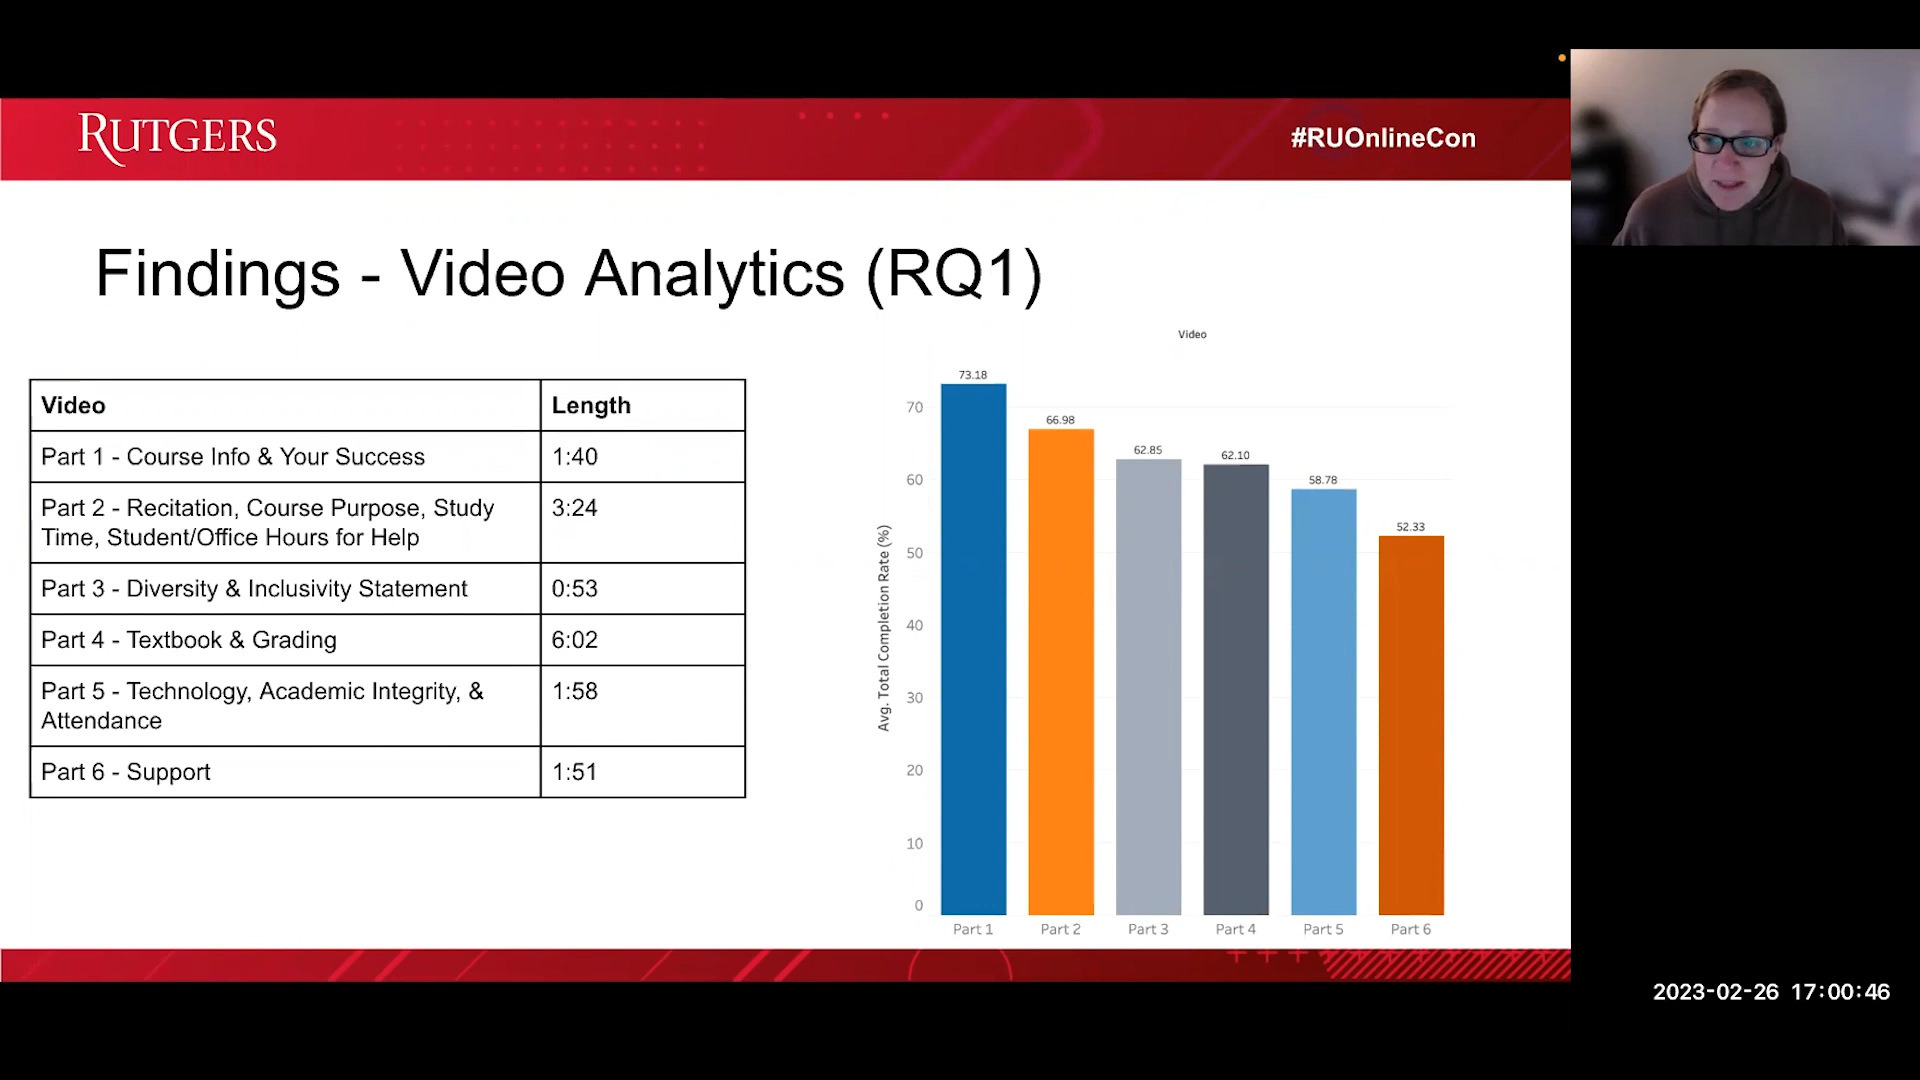 RUTGERS
#RUOnlineCon
Findings - Video Analytics (RQ1)
Video Length
Part 1 - Course Info & Your Success 1:40
Part 2 - Recitation, Course Purpose, Study 3:24
Time, Student/Office Hours for Help
Part 3 - Diversity & Inclusivity Statement 0:53
Part 4 - Textbook & Grading 6:02
Part 5 - Technology, Academic Integrity, & 1:58
Attendance
Part 6 - Support 1:51
Video
Avg. Total Completion Rate (%)
70
60
50
40
30
20
10
0
73.18
66.98
62.85
62.10
58.78
52.33
Part 1 Part 2 Part 3 Part 4 Part 5 Part 6
2023-02-26 17:00:46